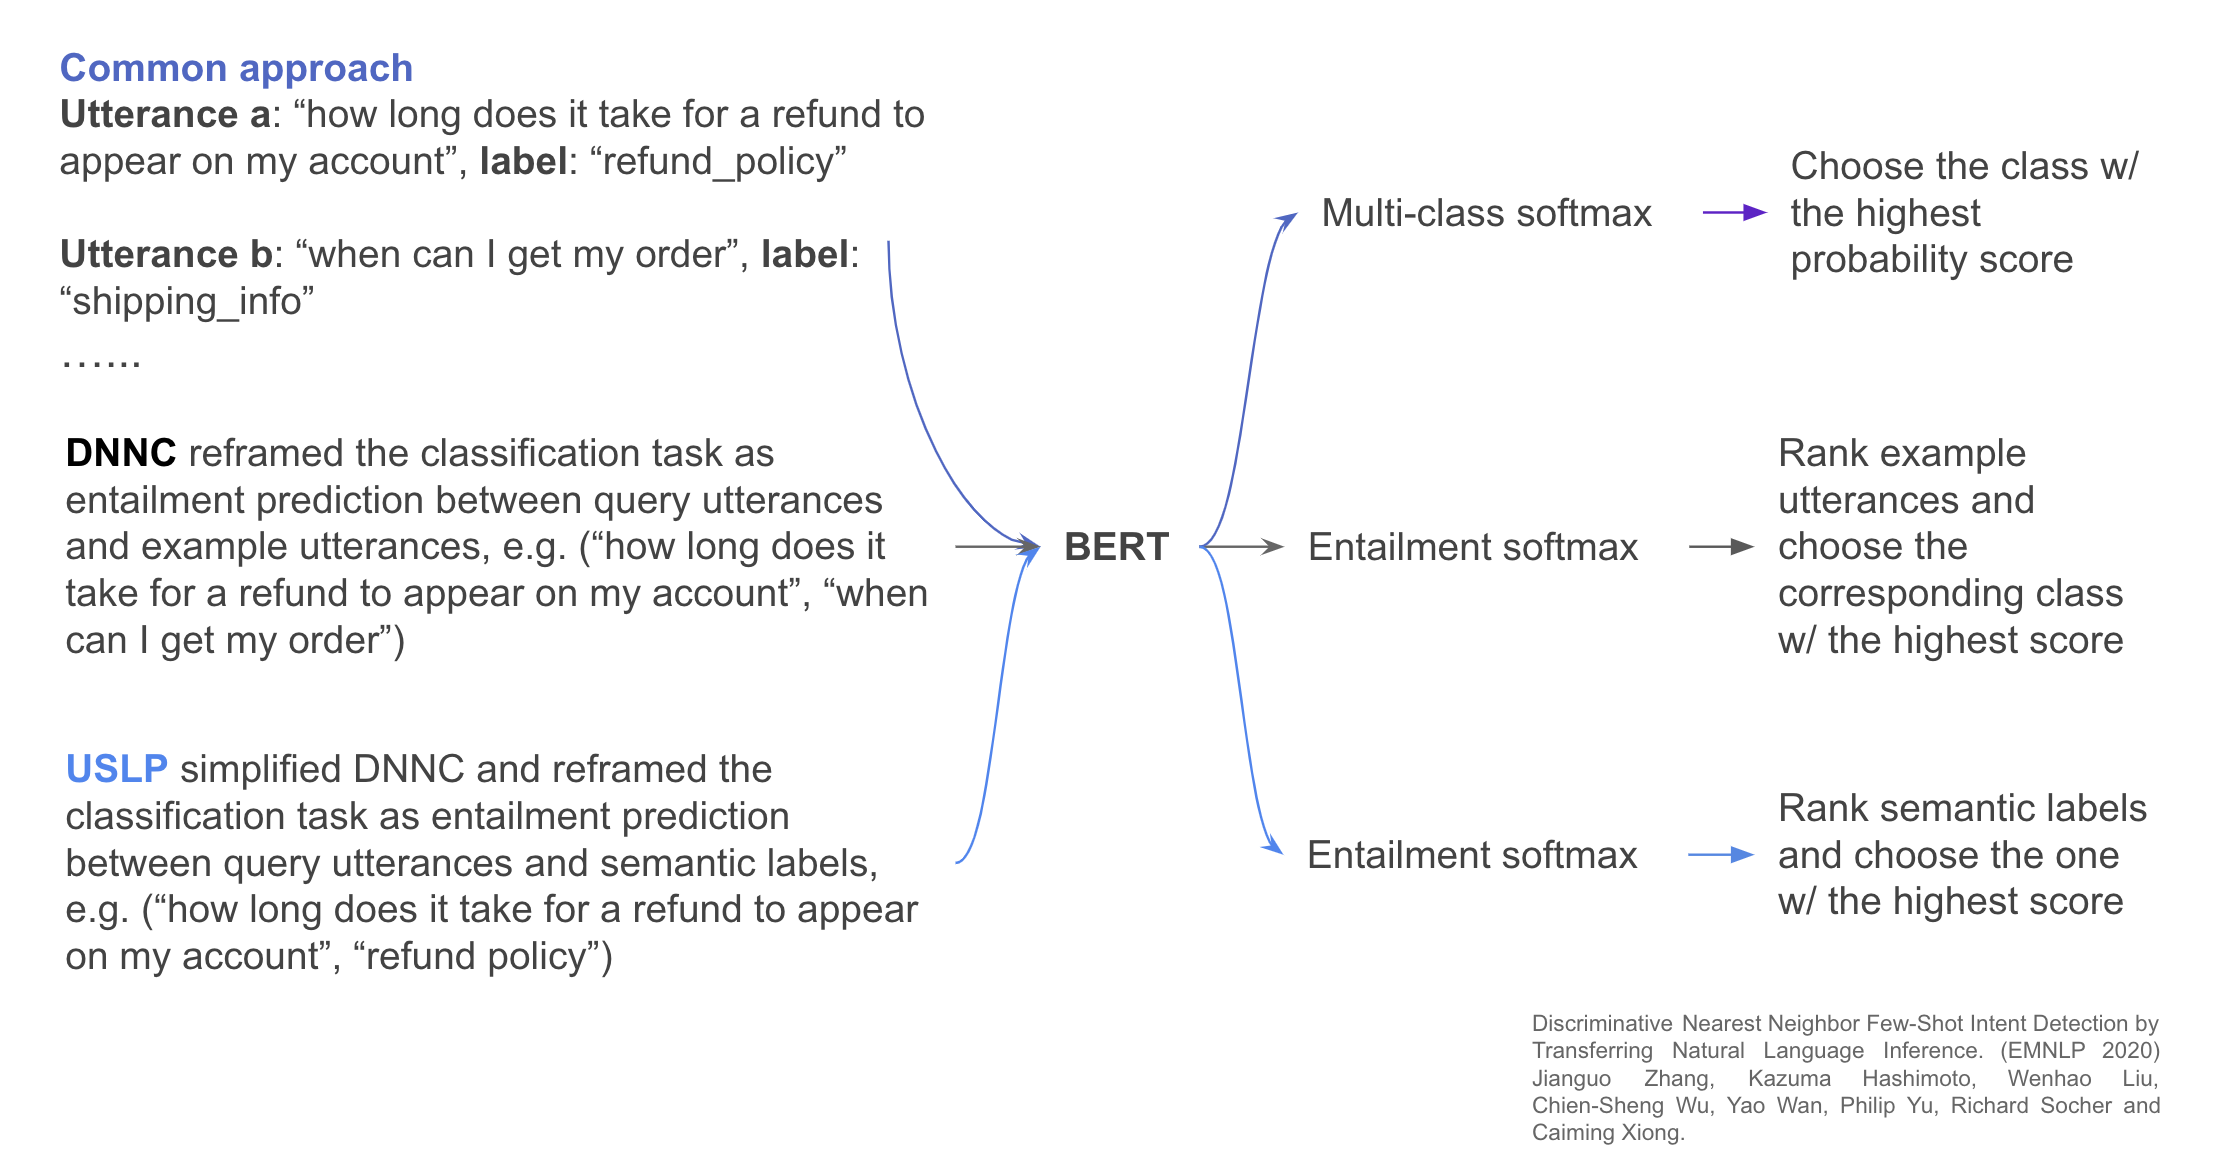 Common approach
Utterance a: “how long does it take for a refund to
appear on my account”, label: “refund_policy”
Utterance b: “when can I get my order”, label:
“shipping_info”
…...
DNNC reframed the classification task as
entailment prediction between query utterances
and example utterances, e.g. (“how long does it
take for a refund to appear on my account”, “when
can I get my order”)
USLP simplified DNNC and reframed the
classification task as entailment prediction
between query utterances and semantic labels,
e.g. (“how long does it take for a refund to appear
on my account”, “refund policy”)
BERT
Multi-class softmax
Choose the class w/
the highest
probability score
Entailment softmax
Rank example
utterances and
choose the
corresponding class
w/ the highest score
Entailment softmax
Rank semantic labels
and choose the one
w/ the highest score
Discriminative Nearest Neighbor Few-Shot Intent Detection by
Transferring Natural Language Inference. (EMNLP 2020)
Jianguo Zhang, Kazuma Hashimoto, Wenhao Liu,
Chien-Sheng Wu, Yao Wan, Philip Yu, Richard Socher and
Caiming Xiong.